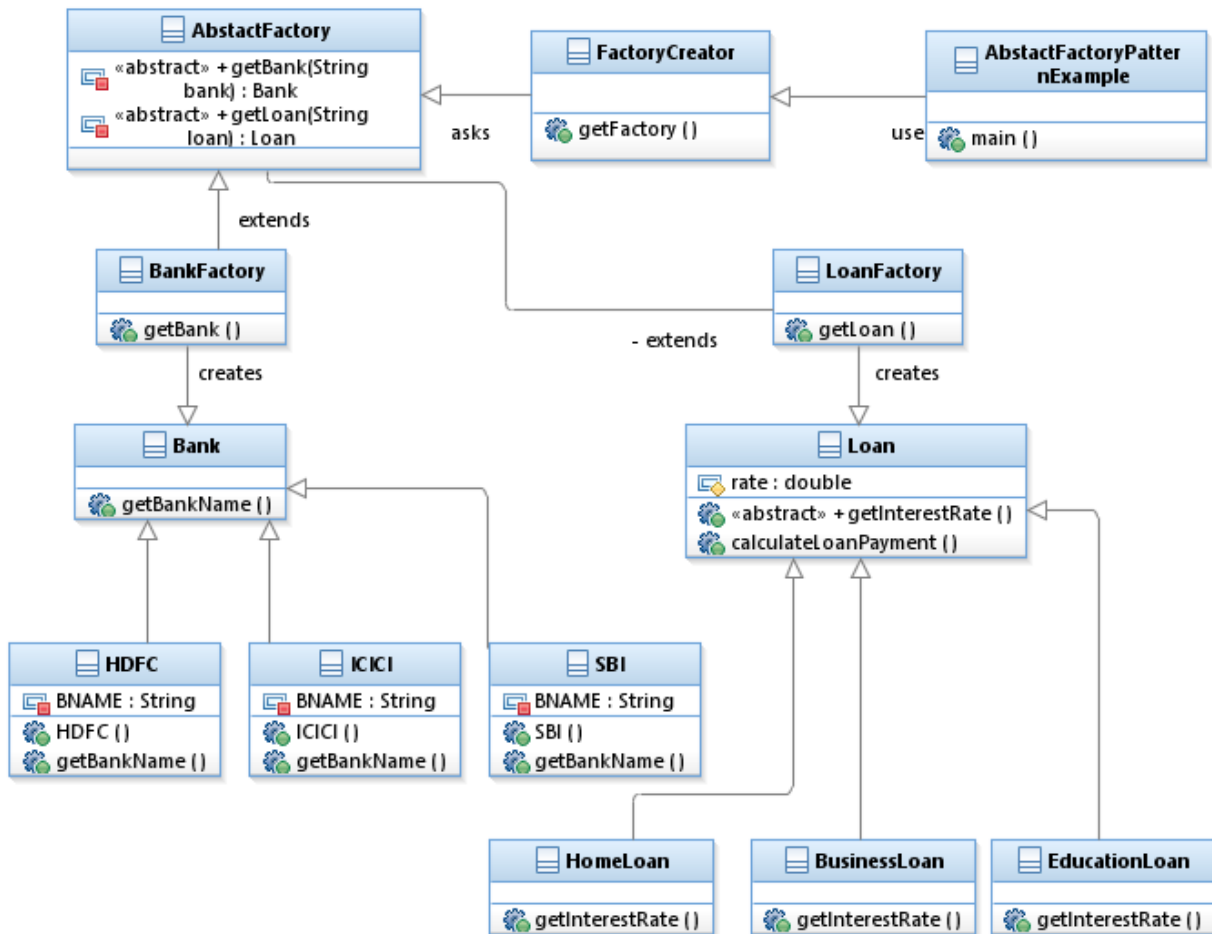 AbstactFactory
«abstract» +getBank(String
bank) : Bank
«abstract» +getLoan(String
loan) : Loan
FactoryCreator
getFactory ()
AbstactFactoryPatter
nExample
main ()
asks
use
extends
BankFactory
getBank ()
LoanFactory
getLoan ()
- extends
creates
creates
Bank
getBankName ()
Loan
rate : double
«abstract» +getInterestRate ()
calculateLoanPayment ()
HDFC
BNAME : String
HDFC ()
getBankName ()
ICICI
BNAME : String
ICICI ()
getBankName ()
SBI
BNAME : String
SBI ()
getBankName ()
HomeLoan
getInterestRate ()
BusinessLoan
getInterestRate ()
EducationLoan
getInterestRate ()